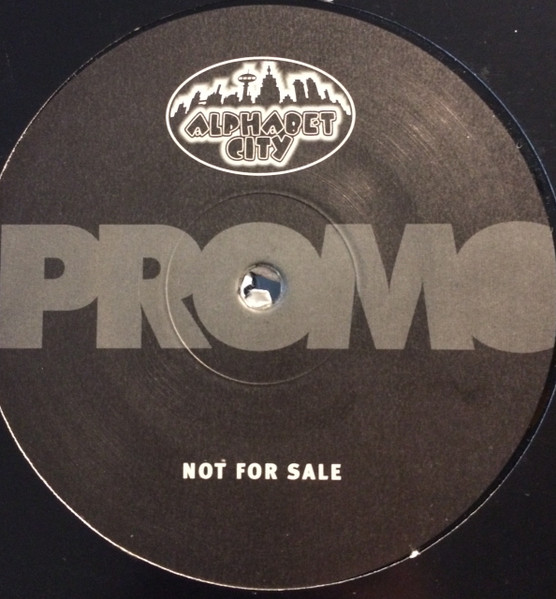 ALPHABET
CITY
PROMO
NOT FOR SALE